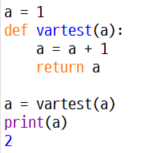 a = 1
def vartest(a):
    a = a + 1
    return a

a = vartest(a)
print(a)
2